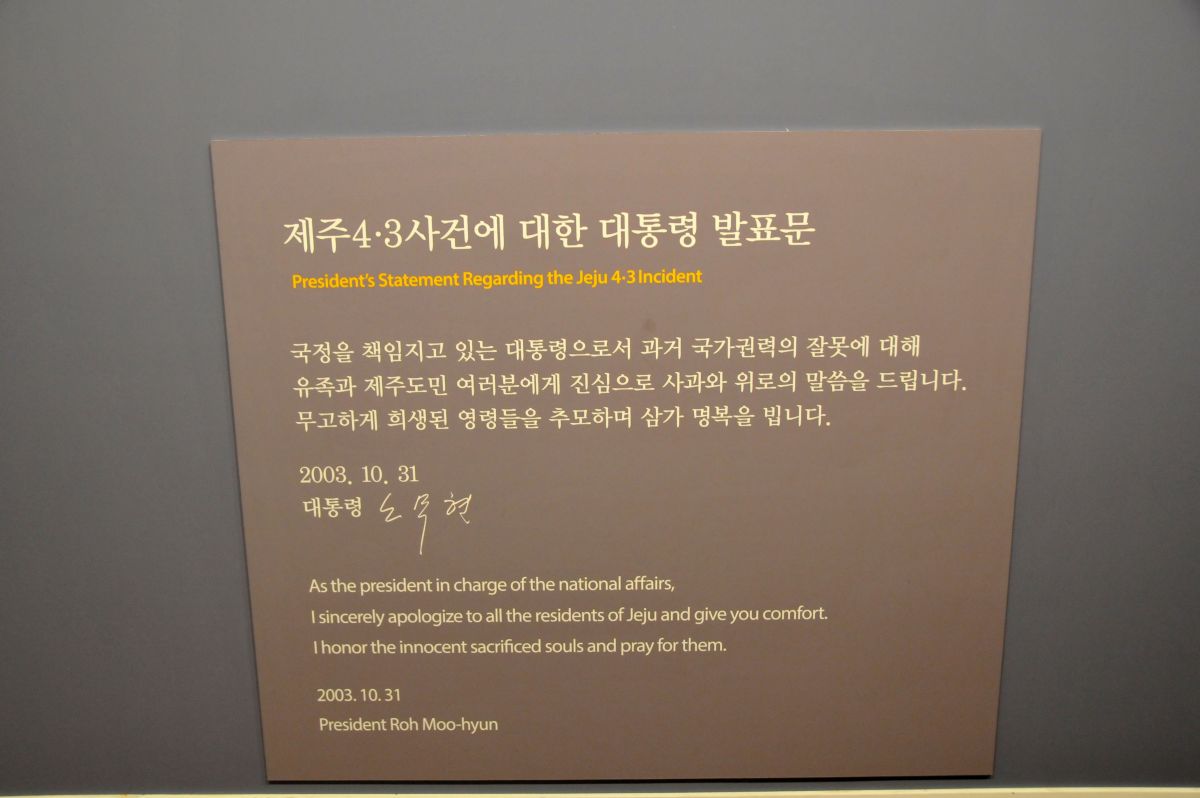 제주4·3사건에 대한 대통령 발표문
President's Statement Regarding the Jeju 4·3 Incident
국정을 책임지고 있는 대통령으로서 과거 국가권력의 잘못에 대해
유족과 제주도민 여러분에게 진심으로 사과와 위로의 말씀을 드립니다.
무고하게 희생된 영령들을 추모하며 삼가 명복을 빕니다.
2003. 10. 31
대통령 노무현
As the president in charge of the national affairs,
I sincerely apologize to all the residents of Jeju and give you comfort.
I honor the innocent sacrificed souls and pray for them.
2003. 10. 31
President Roh Moo-hyun